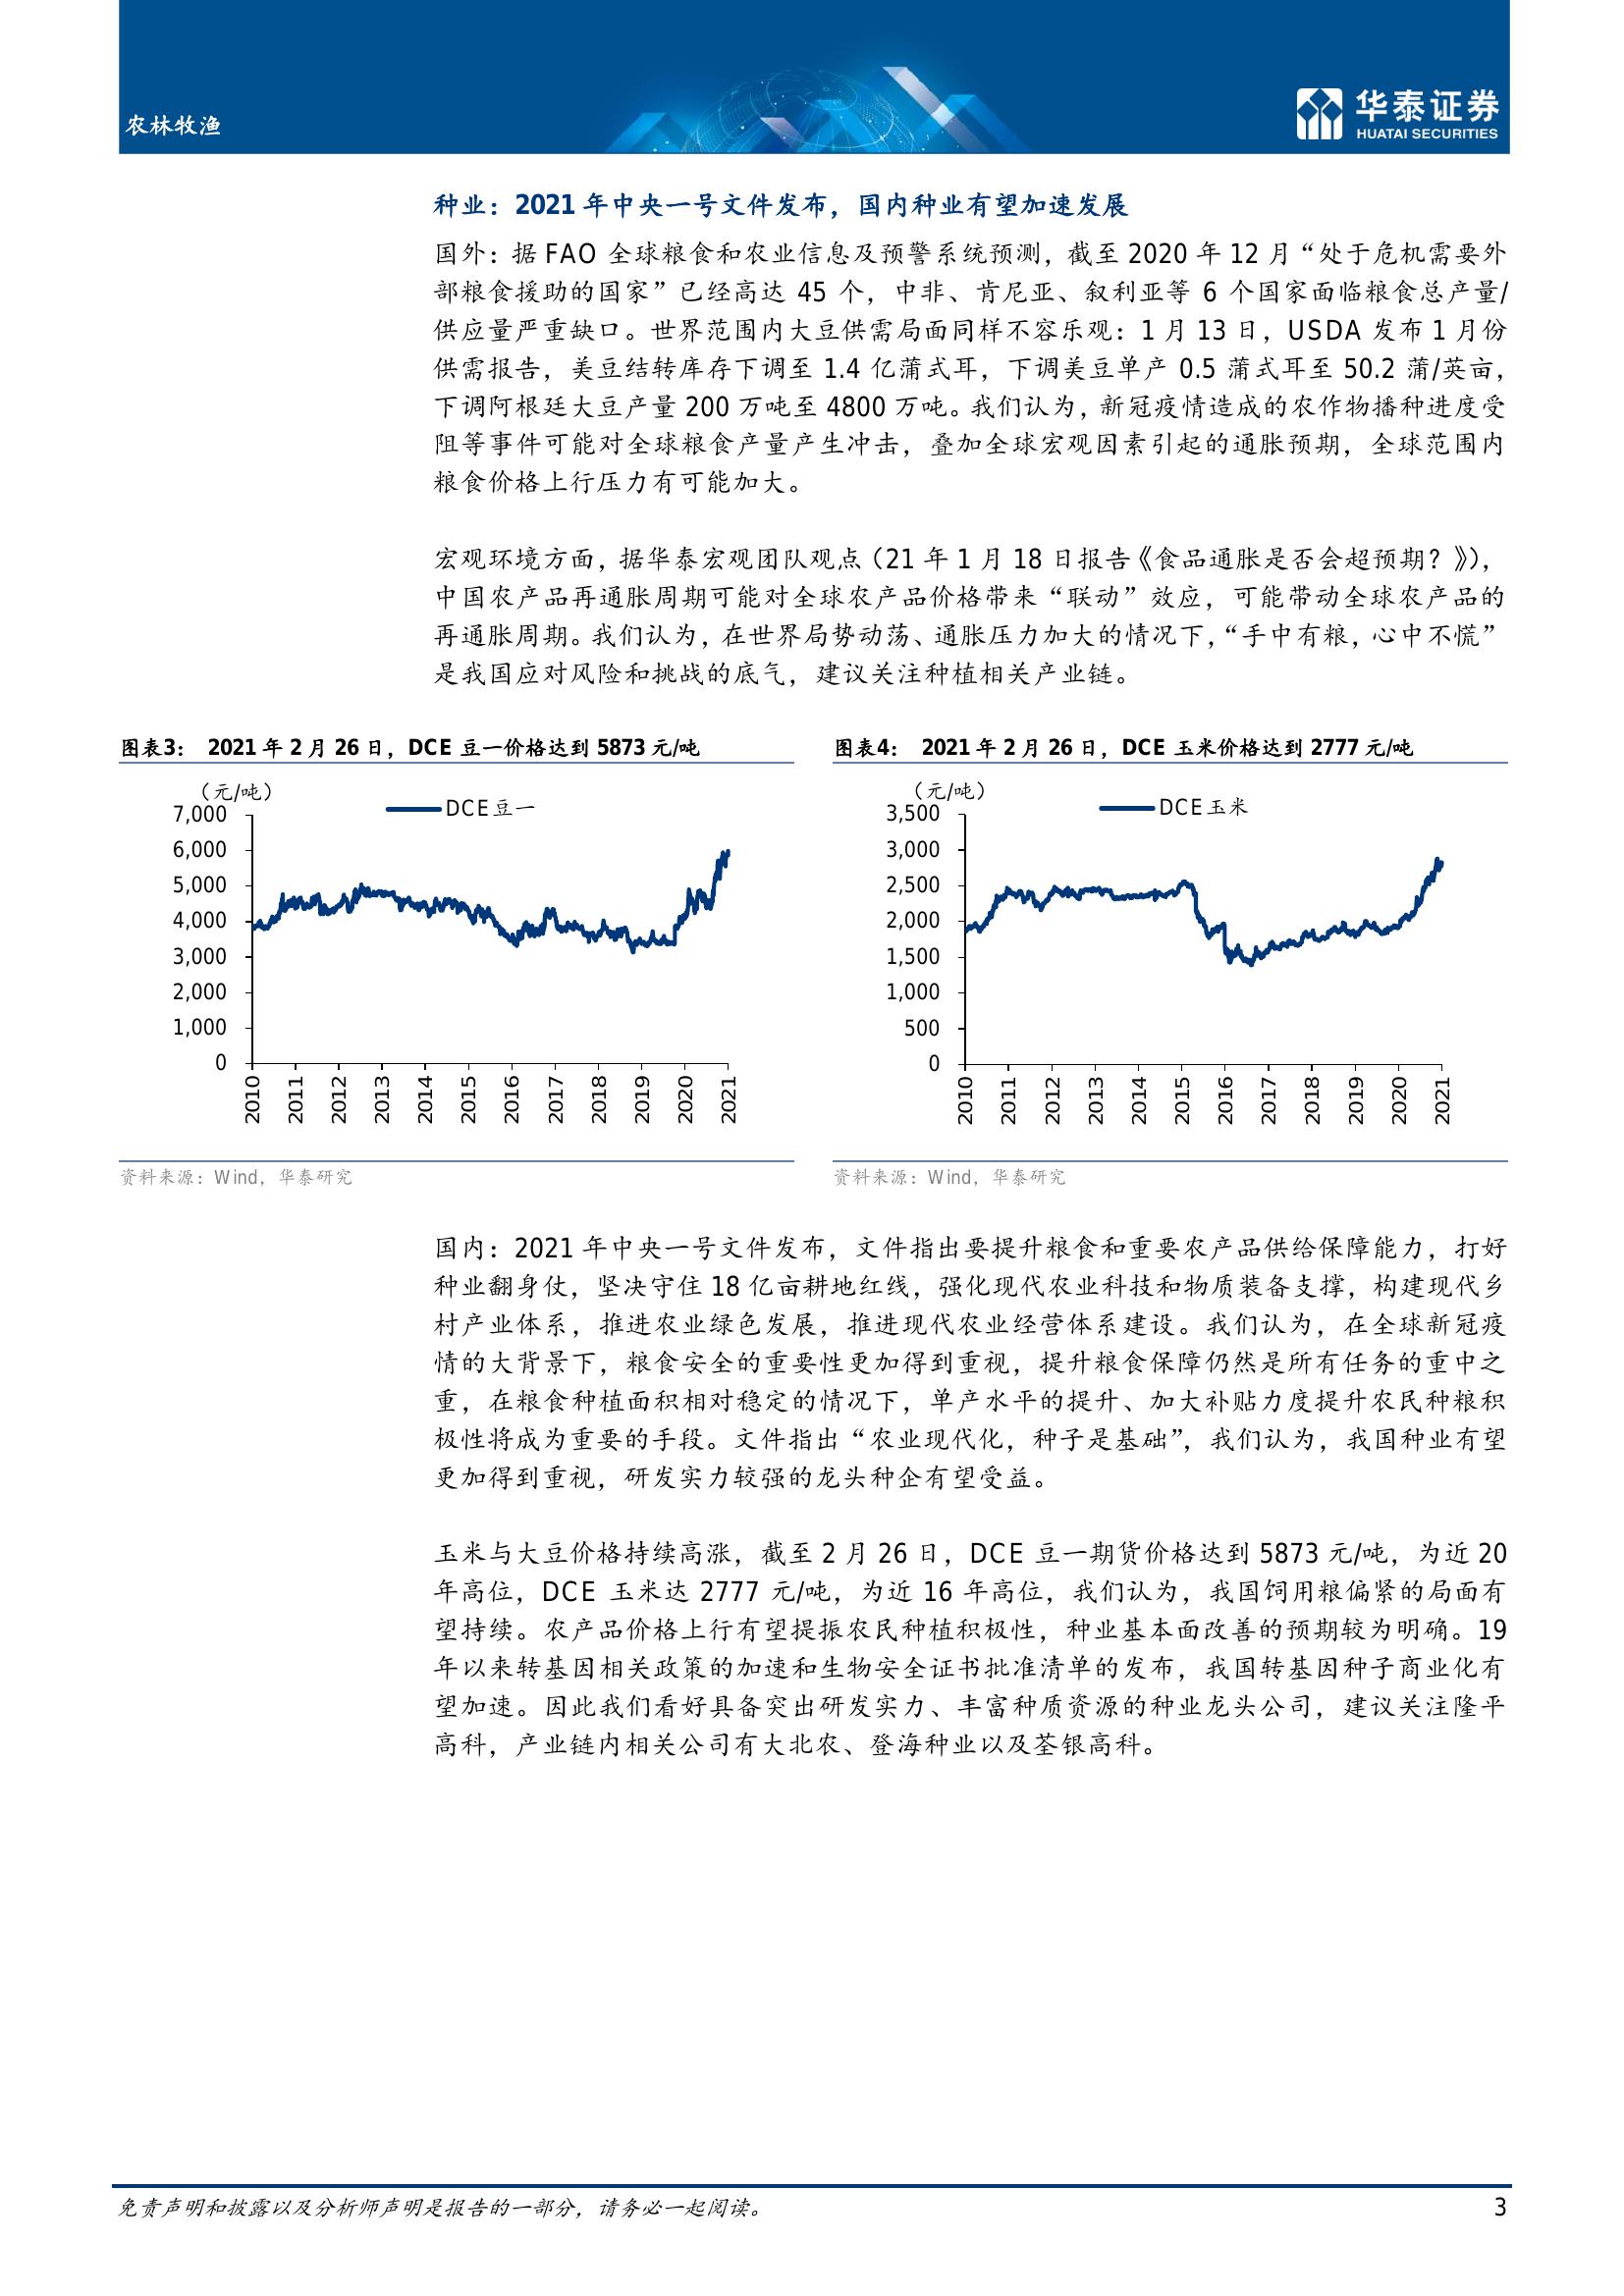 农林牧渔
华泰证券
HUATAI SECURITIES
种业：2021 年中央一号文件发布，国内种业有望加速发展
国外：据 FAO 全球粮食和农业信息及预警系统预测，截至 2020 年 12 月“处于危机需要外
部粮食援助的国家”已经高达 45 个，中非、肯尼亚、叙利亚等 6 个国家面临粮食总产量/
供应量严重缺口。世界范围内大豆供需局面同样不容乐观：1 月 13 日，USDA 发布 1 月份
供需报告，美豆结转库存下调至 1.4 亿蒲式耳，下调美豆单产 0.5 蒲式耳至 50.2 蒲/英亩，
下调阿根廷大豆产量 200 万吨至 4800 万吨。我们认为，新冠疫情造成的农作物播种进度受
阻等事件可能对全球粮食产量产生冲击，叠加全球宏观因素引起的通胀预期，全球范围内
粮食价格上行压力有可能加大。
宏观环境方面，据华泰宏观团队观点（21 年 1 月 18 日报告《食品通胀是否会超预期？》），
中国农产品再通胀周期可能对全球农产品价格带来“联动”效应，可能带动全球农产品的
再通胀周期。我们认为，在世界局势动荡、通胀压力加大的情况下，“手中有粮，心中不慌”
是我国应对风险和挑战的底气，建议关注种植相关产业链。
图表3： 2021 年 2 月 26 日，DCE 豆一价格达到 5873 元/吨
（元/吨）
DCE豆一
7,000
6,000
5,000
4,000
3,000
2,000
1,000
0
2010 2011 2012 2013 2014 2015 2016 2017 2018 2019 2020 2021
资料来源：Wind，华泰研究
图表4： 2021 年 2 月 26 日，DCE 玉米价格达到 2777 元/吨
（元/吨）
DCE玉米
3,500
3,000
2,500
2,000
1,500
1,000
500
0
2010 2011 2012 2013 2014 2015 2016 2017 2018 2019 2020 2021
资料来源：Wind，华泰研究
国内：2021 年中央一号文件发布，文件指出要提升粮食和重要农产品供给保障能力，打好
种业翻身仗，坚决守住 18 亿亩耕地红线，强化现代农业科技和物质装备支撑，构建现代乡
村产业体系，推进农业绿色发展，推进现代农业经营体系建设。我们认为，在全球新冠疫
情的大背景下，粮食安全的重要性更加得到重视，提升粮食保障仍然是所有任务的重中之
重，在粮食种植面积相对稳定的情况下，单产水平的提升、加大补贴力度提升农民种粮积
极性将成为重要的手段。文件指出“农业现代化，种子是基础”，我们认为，我国种业有望
更加得到重视，研发实力较强的龙头种企有望受益。
玉米与大豆价格持续高涨，截至 2 月 26 日，DCE 豆一期货价格达到 5873 元/吨，为近 20
年高位，DCE 玉米达 2777 元/吨，为近 16 年高位，我们认为，我国饲用粮偏紧的局面有
望持续。农产品价格上行有望提振农民种植积极性，种业基本面改善的预期较为明确。19
年以来转基因相关政策的加速和生物安全证书批准清单的发布，我国转基因种子商业化有
望加速。因此我们看好具备突出研发实力、丰富种质资源的种业龙头公司，建议关注隆平
高科，产业链内相关公司有大北农、登海种业以及荃银高科。
免责声明和披露以及分析师声明是报告的一部分，请务必一起阅读。
3